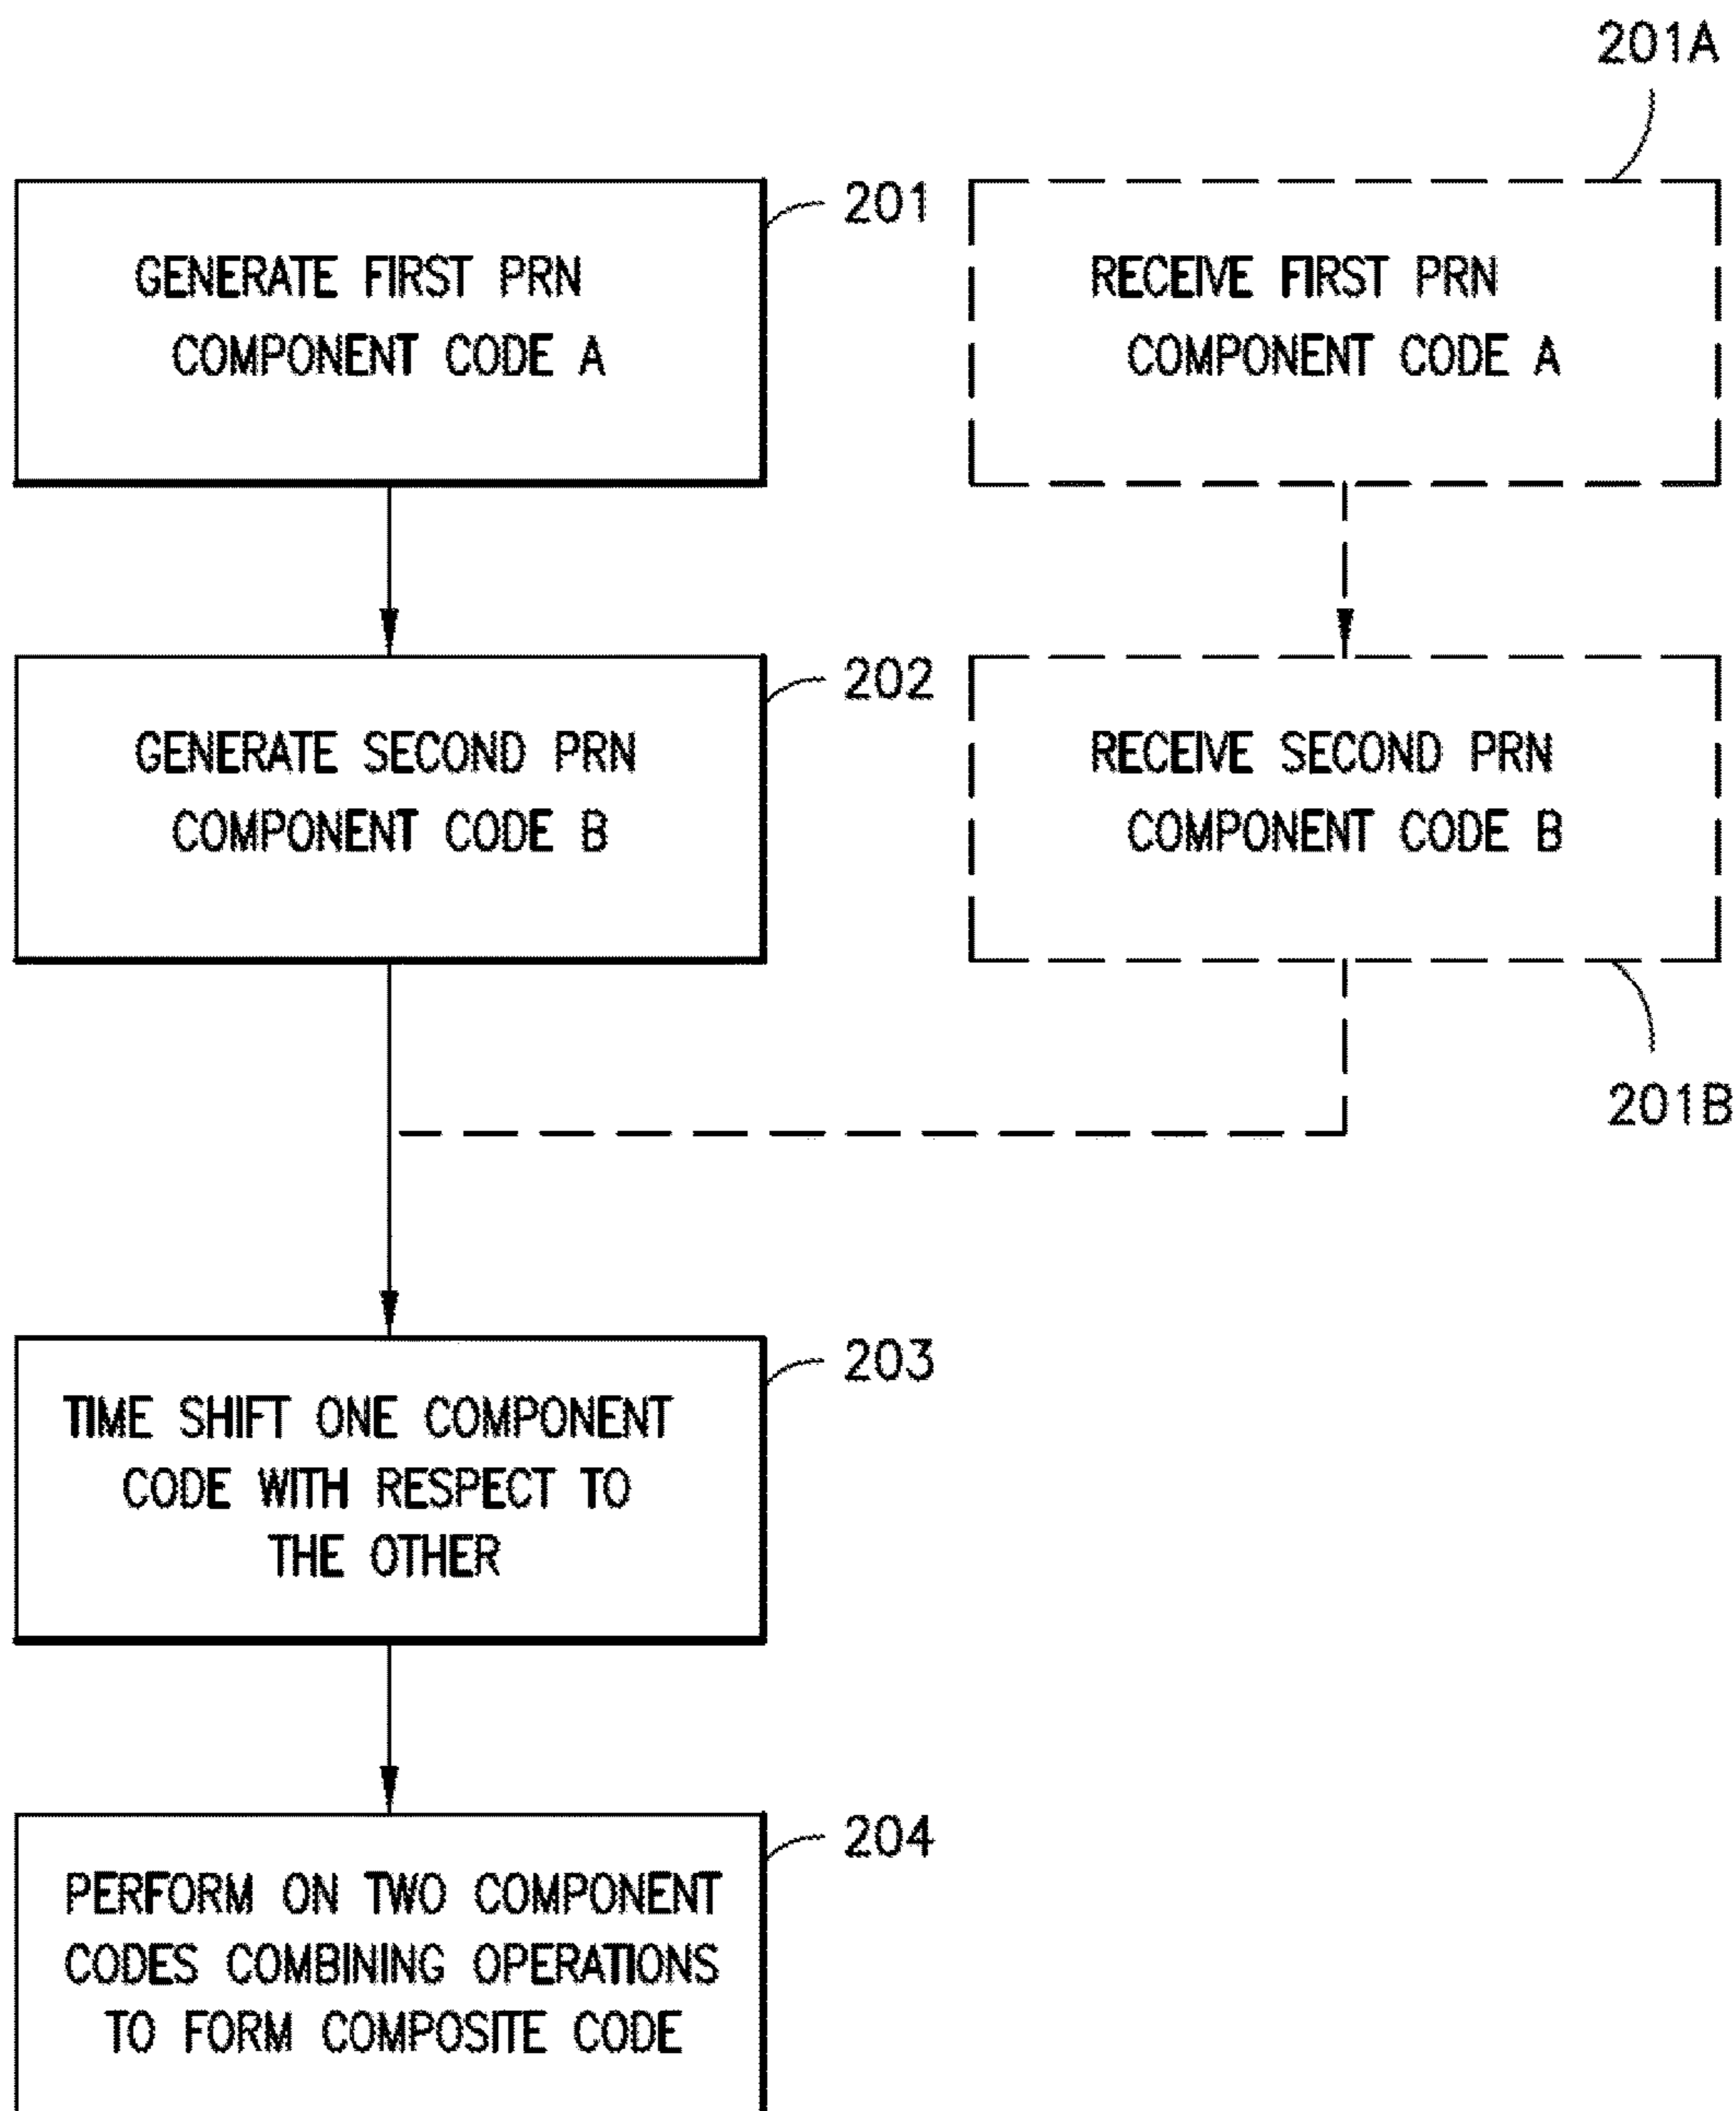 201A
201
GENERATE FIRST PRN
COMPONENT CODE A
RECEIVE FIRST PRN
COMPONENT CODE A
202
GENERATE SECOND PRN
COMPONENT CODE B
RECEIVE SECOND PRN
COMPONENT CODE B
201B
203
TIME SHIFT ONE COMPONENT
CODE WITH RESPECT TO
THE OTHER
204
PERFORM ON TWO COMPONENT
CODES COMBINING OPERATIONS
TO FORM COMPOSITE CODE